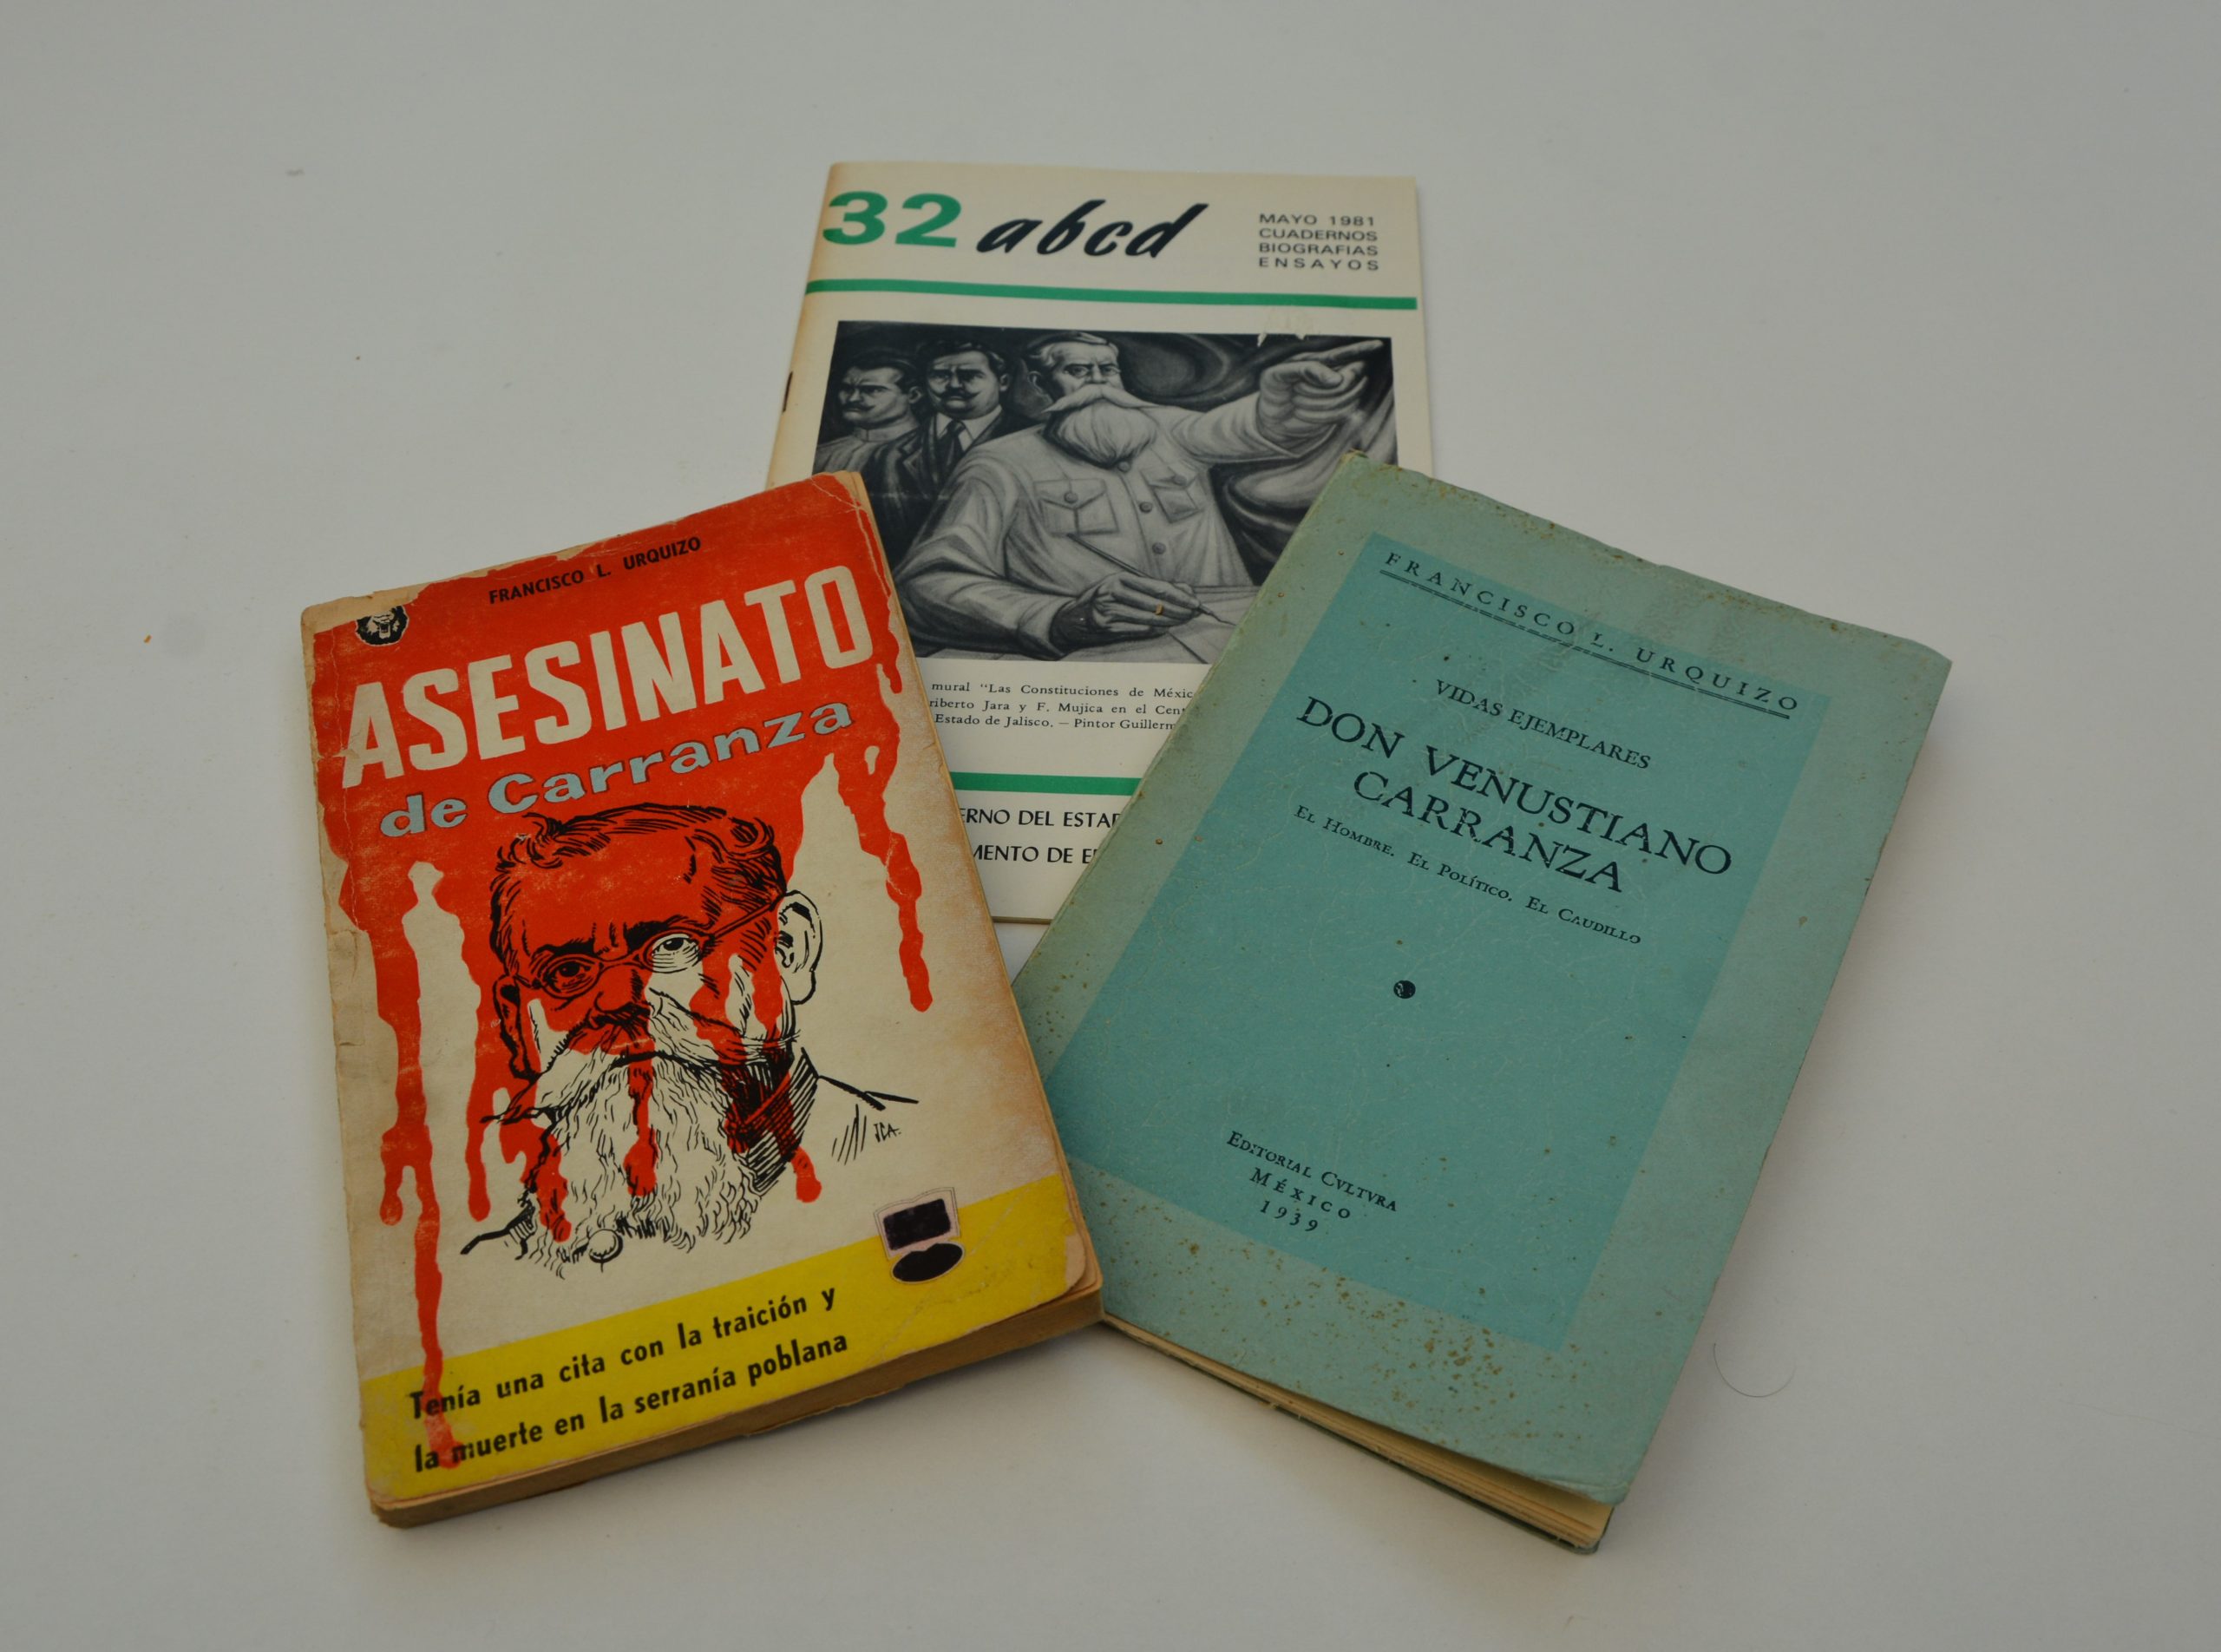 32 abcd
MAYO 1981
CUADERNOS
BIOGRAFIAS
ENSAYOS
mural "Las Constituciones de Méxic
riberto Jara y F. Mujica en el Cent
Estado de Jalisco. — Pintor Guillerm
ERNO DEL ESTAD
MENTO DE E
FRANCISCO L. URQUIZO
ASESINATO
de Carranza
JCA.
Tenía una cita con la traición y
la muerte en la serranía poblana
FRANCISCO L. URQUIZO
VIDAS EJEMPLARES
DON VENUSTIANO
CARRANZA
EL HOMBRE. EL POLÍTICO. EL CAUDILLO
EDITORIAL CVLTVRA
MÉXICO
1939